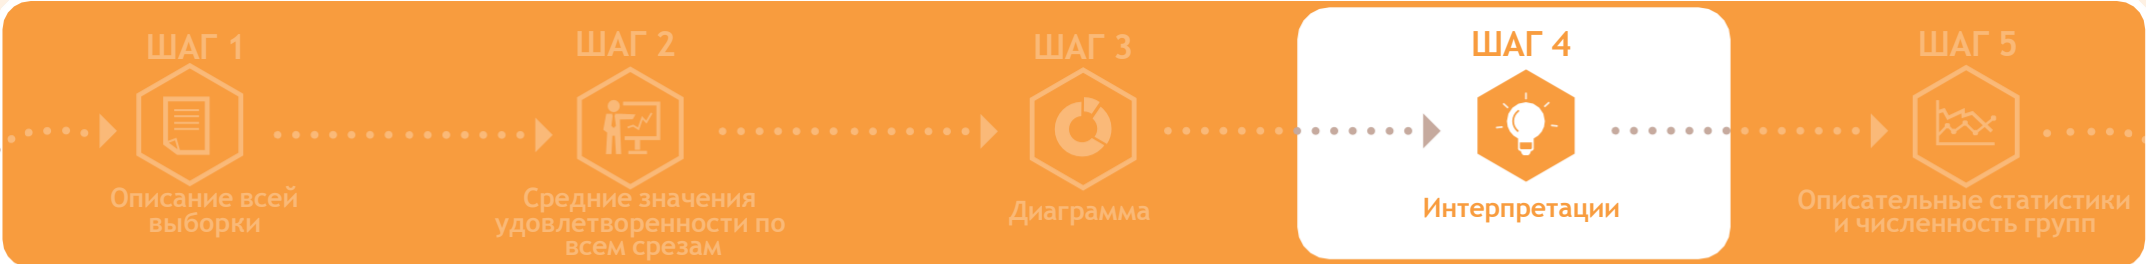 ШАГ 1
Описание всей
выборки
ШАГ 2
Средние значения
удовлетворенности по
всем срезам
ШАГ 3
Диаграмма
ШАГ 4
Интерпретации
ШАГ 5
Описательные статистики
и численность групп